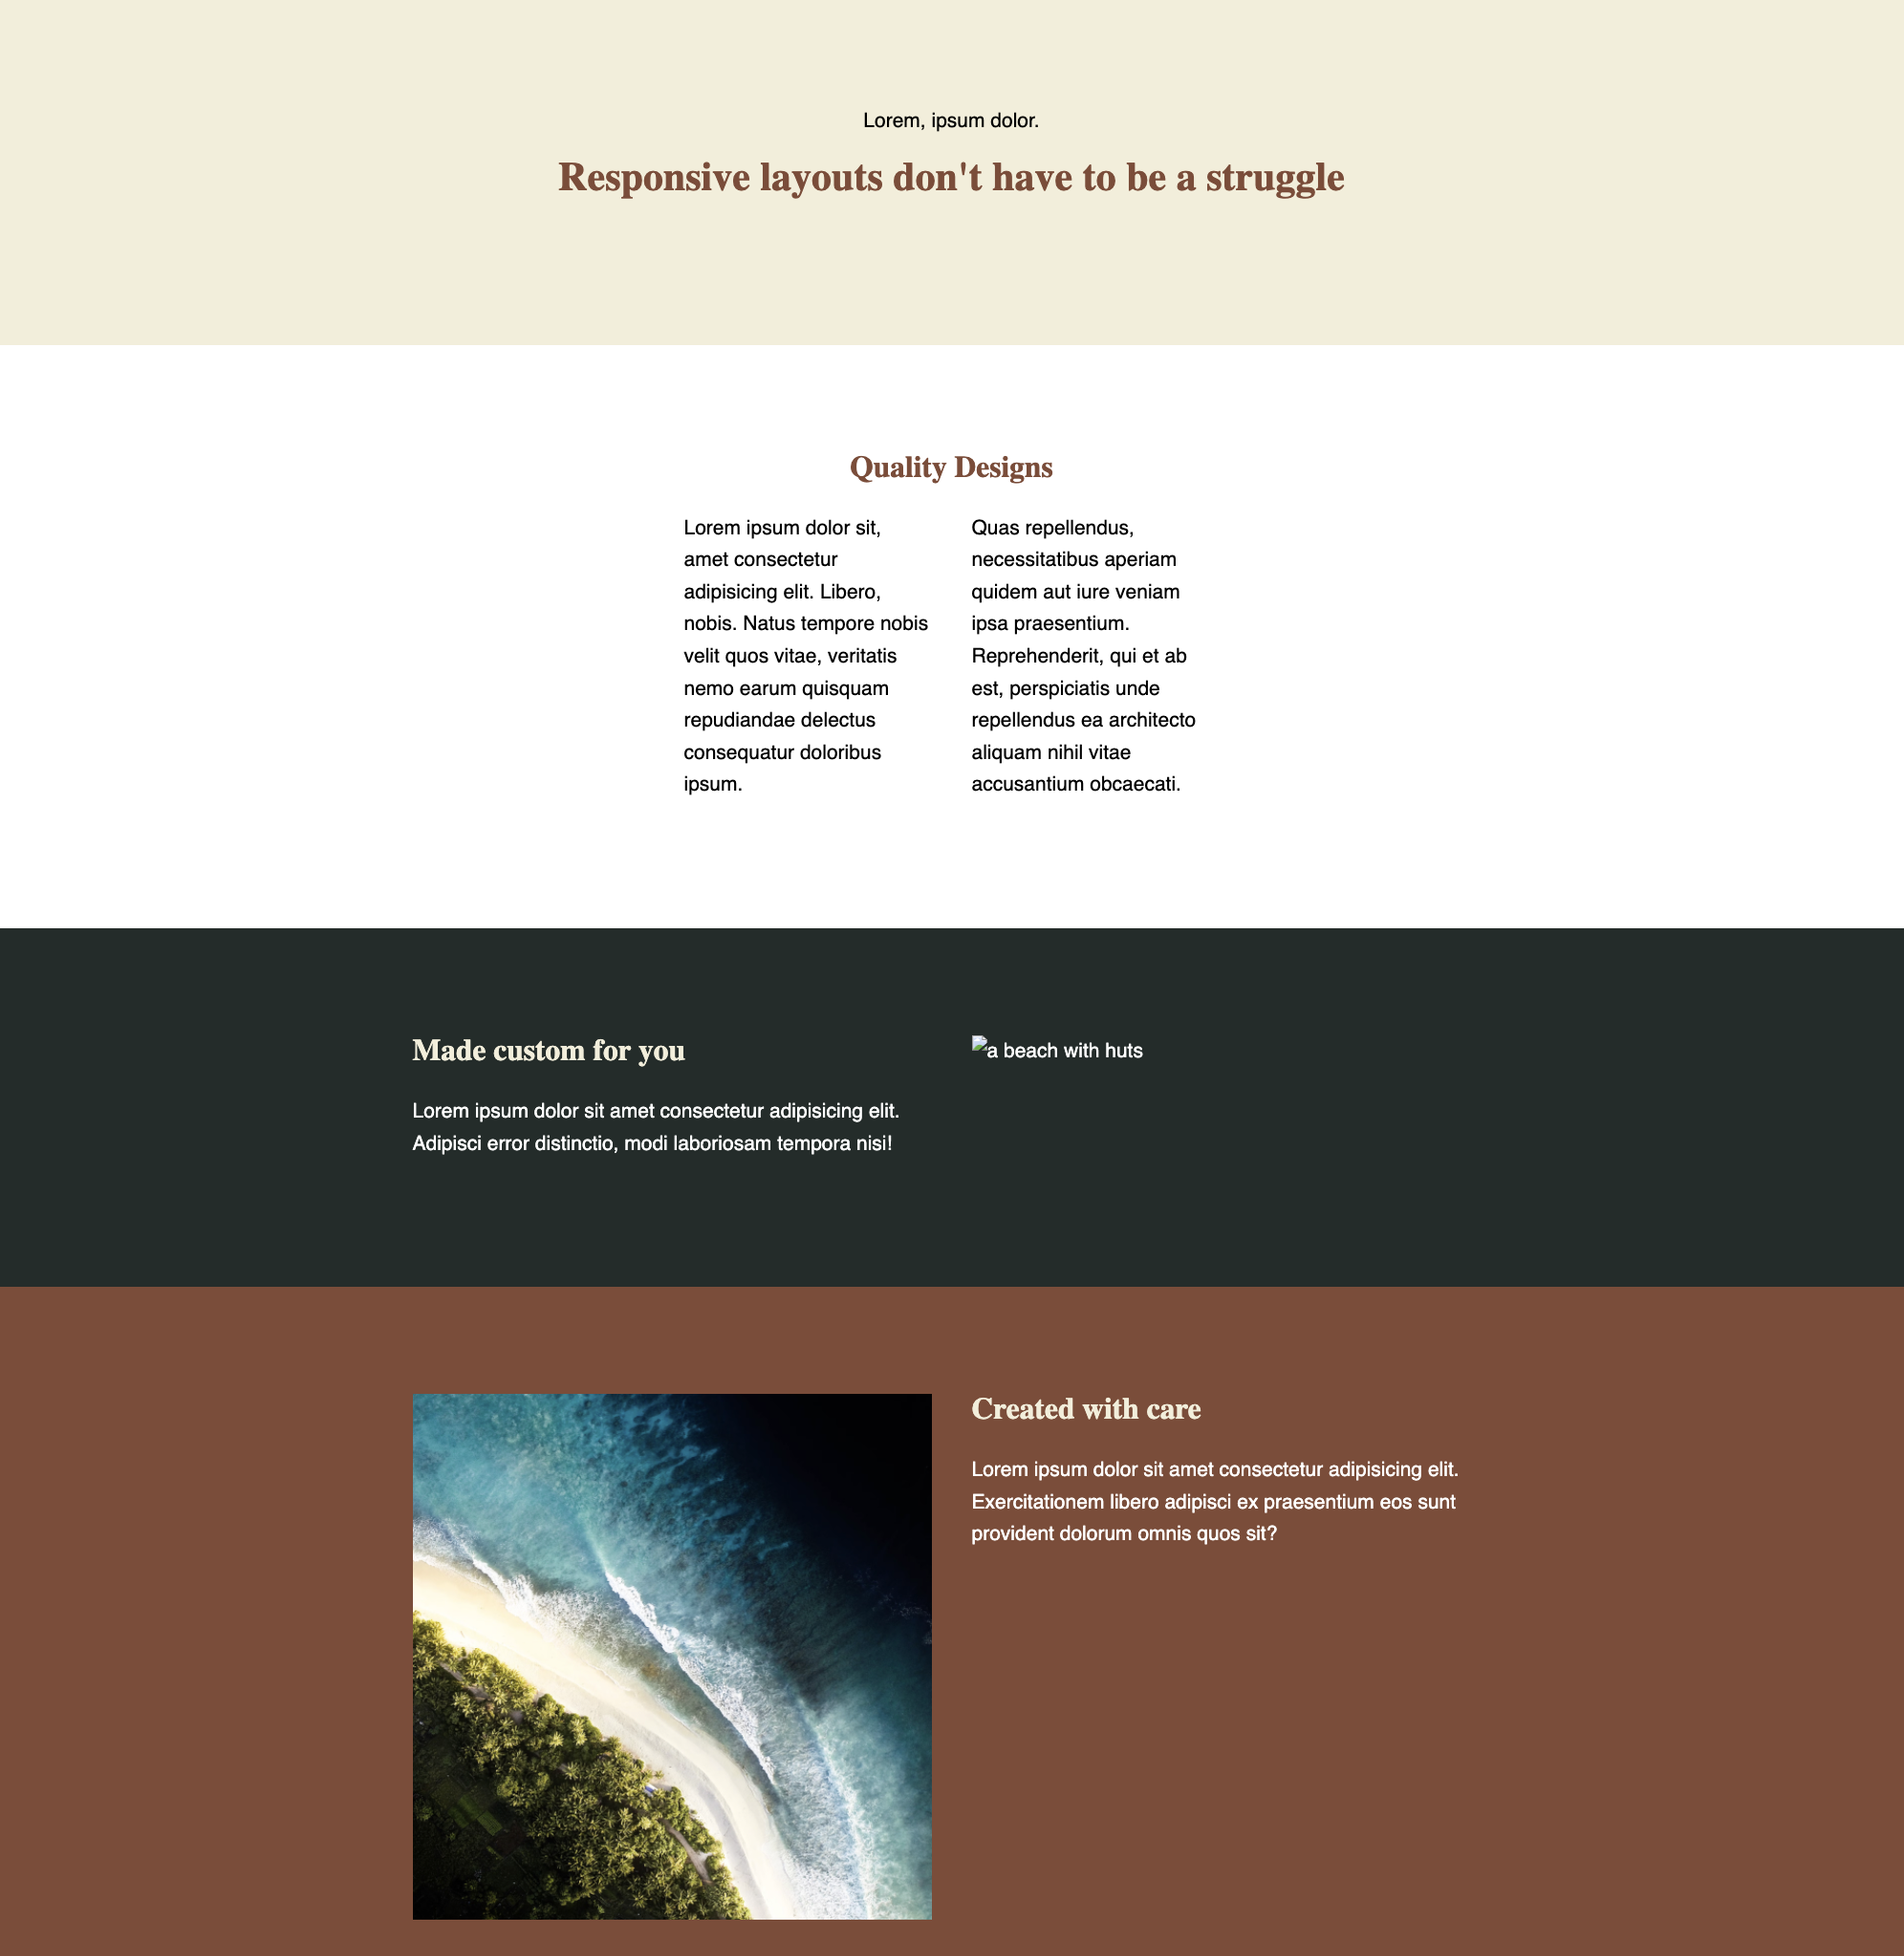 Lorem, ipsum dolor.
Responsive layouts don't have to be a struggle
Quality Designs
Lorem ipsum dolor sit,
amet consectetur
adipisicing elit. Libero,
nobis. Natus tempore nobis
velit quos vitae, veritatis
nemo earum quisquam
repudiandae delectus
consequatur doloribus
ipsum.
Quas repellendus,
necessitatibus aperiam
quidem aut iure veniam
ipsa praesentium.
Reprehenderit, qui et ab
est, perspiciatis unde
repellendus ea architecto
aliquam nihil vitae
accusantium obcaecati.
Made custom for you
Lorem ipsum dolor sit amet consectetur adipisicing elit.
Adipisci error distinctio, modi laboriosam tempora nisi!
a beach with huts
Created with care
Lorem ipsum dolor sit amet consectetur adipisicing elit.
Exercitationem libero adipisci ex praesentium eos sunt
provident dolorum omnis quos sit?